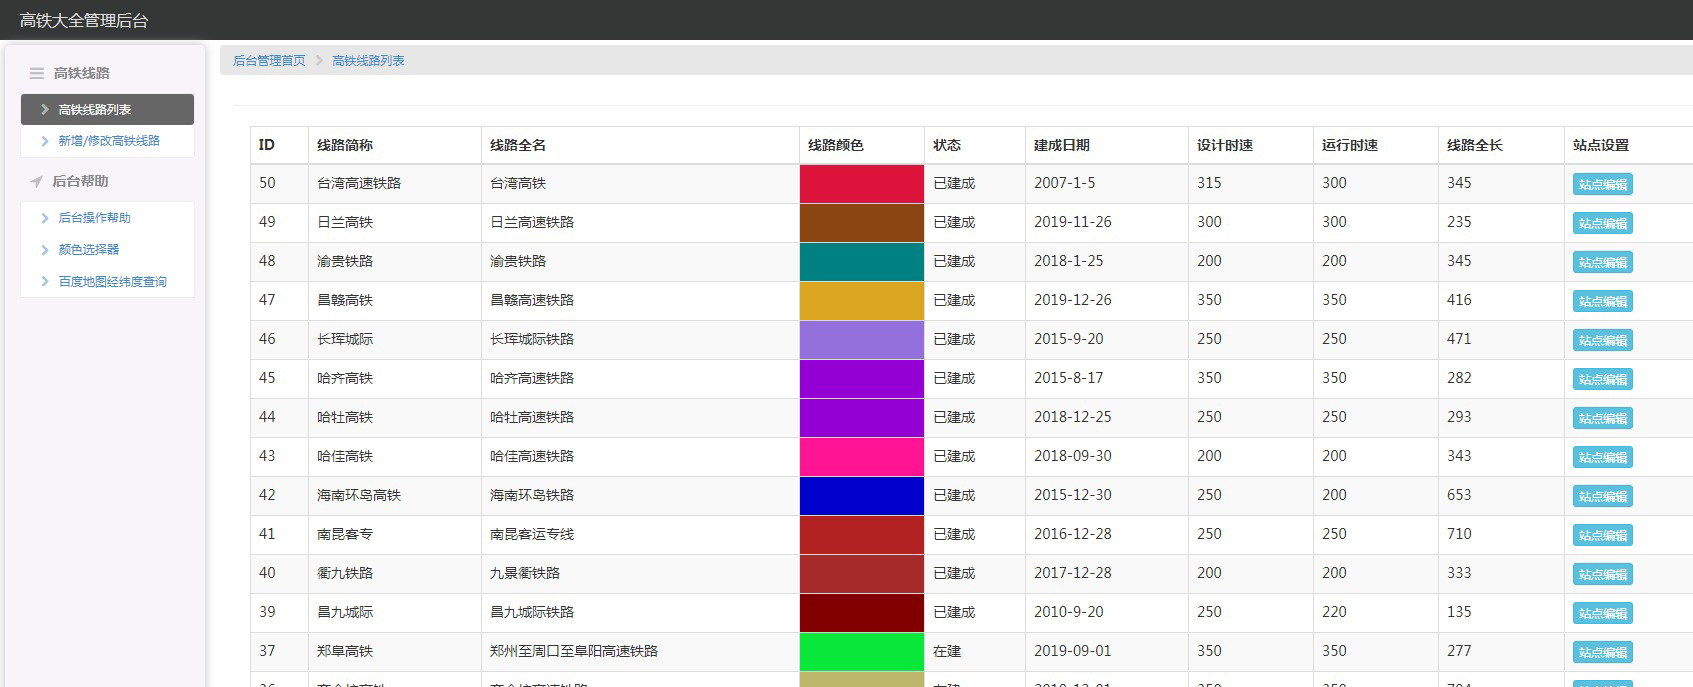 高铁大全管理后台
高铁线路
高铁线路列表
新增/修改高铁线路
后台帮助
后台操作帮助
颜色选择器
百度地图经纬度查询
后台管理首页 高铁线路列表
ID 线路简称 线路全名 线路颜色 状态 建成日期 设计时速 运行时速 线路全长 站点设置
50 台湾高速铁路 台湾高铁 已建成 2007-1-5 315 300 345 站点编辑
49 日兰高铁 日兰高速铁路 已建成 2019-11-26 300 300 235 站点编辑
48 渝贵铁路 渝贵铁路 已建成 2018-1-25 200 200 345 站点编辑
47 昌赣高铁 昌赣高速铁路 已建成 2019-12-26 350 350 416 站点编辑
46 长珲城际 长珲城际铁路 已建成 2015-9-20 250 250 471 站点编辑
45 哈齐高铁 哈齐高速铁路 已建成 2015-8-17 350 350 282 站点编辑
44 哈牡高铁 哈牡高速铁路 已建成 2018-12-25 250 250 293 站点编辑
43 哈佳高铁 哈佳高速铁路 已建成 2018-09-30 200 200 343 站点编辑
42 海南环岛高铁 海南环岛铁路 已建成 2015-12-30 250 200 653 站点编辑
41 南昆客专 南昆客运专线 已建成 2016-12-28 250 250 710 站点编辑
40 衢九铁路 九景衢铁路 已建成 2017-12-28 200 200 333 站点编辑
39 昌九城际 昌九城际铁路 已建成 2010-9-20 250 220 135 站点编辑
37 郑阜高铁 郑州至周口至阜阳高速铁路 在建 2019-09-01 350 350 277 站点编辑